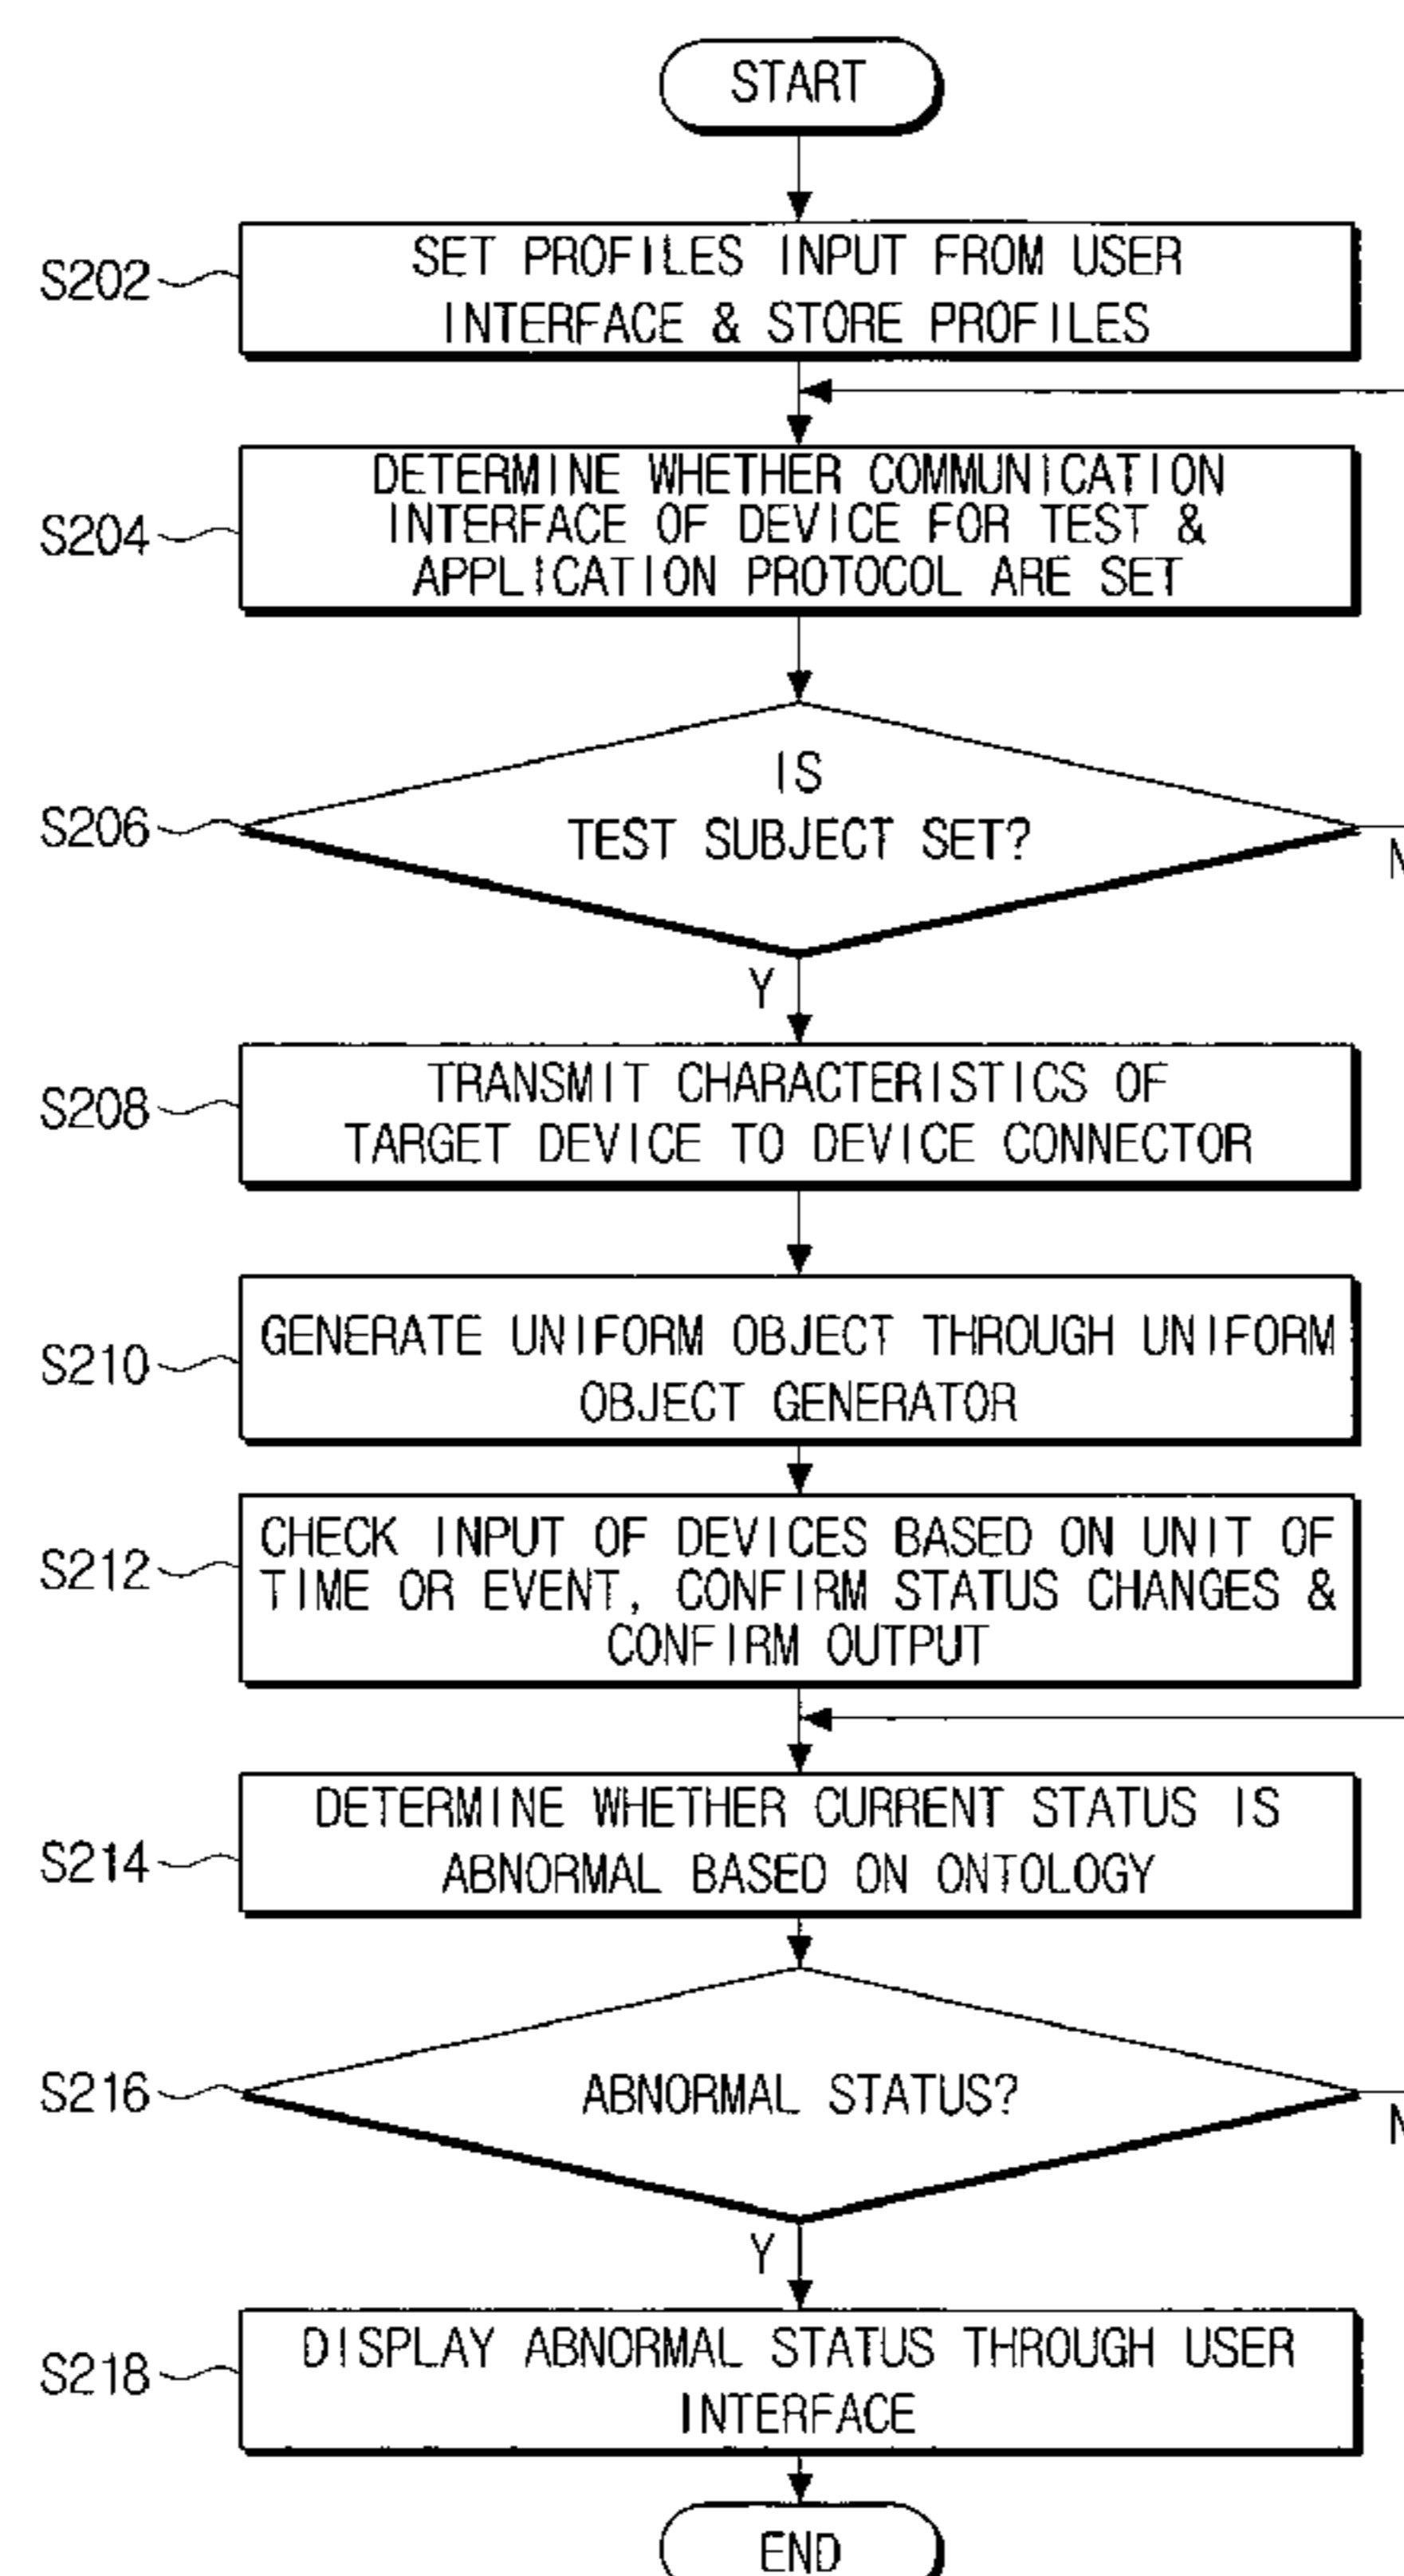 START
S202
SET PROFILES INPUT FROM USER
INTERFACE & STORE PROFILES
S204
DETERMINE WHETHER COMMUNICATION
INTERFACE OF DEVICE FOR TEST &
APPLICATION PROTOCOL ARE SET
S206
IS
TEST SUBJECT SET?
N
Y
S208
TRANSMIT CHARACTERISTICS OF
TARGET DEVICE TO DEVICE CONNECTOR
S210
GENERATE UNIFORM OBJECT THROUGH UNIFORM
OBJECT GENERATOR
S212
CHECK INPUT OF DEVICES BASED ON UNIT OF
TIME OR EVENT, CONFIRM STATUS CHANGES &
CONFIRM OUTPUT
S214
DETERMINE WHETHER CURRENT STATUS IS
ABNORMAL BASED ON ONTOLOGY
S216
ABNORMAL STATUS?
N
Y
S218
DISPLAY ABNORMAL STATUS THROUGH USER
INTERFACE
END